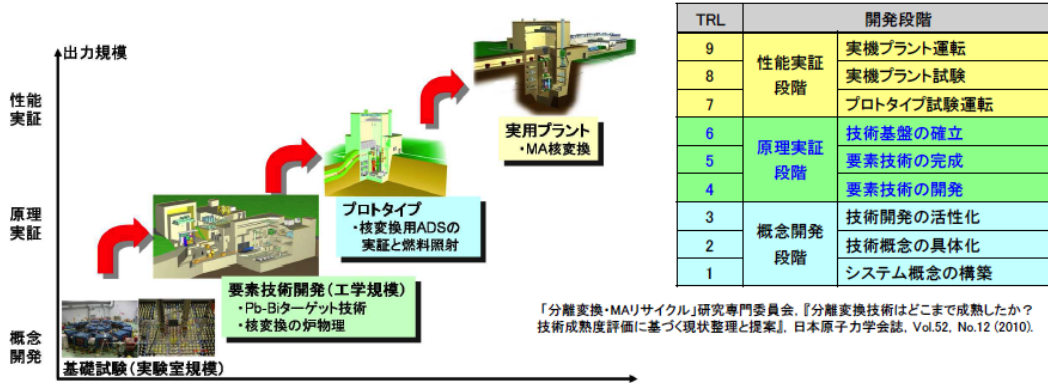 出力規模
性能
実証
原理
実証
概念
開発
実用プラント
・MA核変換
プロトタイプ
・核変換用ADSの
実証と燃料照射
要素技術開発(工学規模)
・Pb-Biターゲット技術
・核変換の炉物理
基礎試験(実験室規模)
TRL 開発段階
9 性能実証段階 実機プラント運転
8 実機プラント試験
7 プロトタイプ試験運転
6 原理実証段階 技術基盤の確立
5 要素技術の完成
4 要素技術の開発
3 概念開発段階 技術開発の活性化
2 技術概念の具体化
1 システム概念の構築
「分離変換・MAリサイクル」研究専門委員会,『分離変換技術はどこまで成熟したか?
技術成熟度評価に基づく現状整理と提案』, 日本原子力学会誌, Vol.52, No.12 (2010).